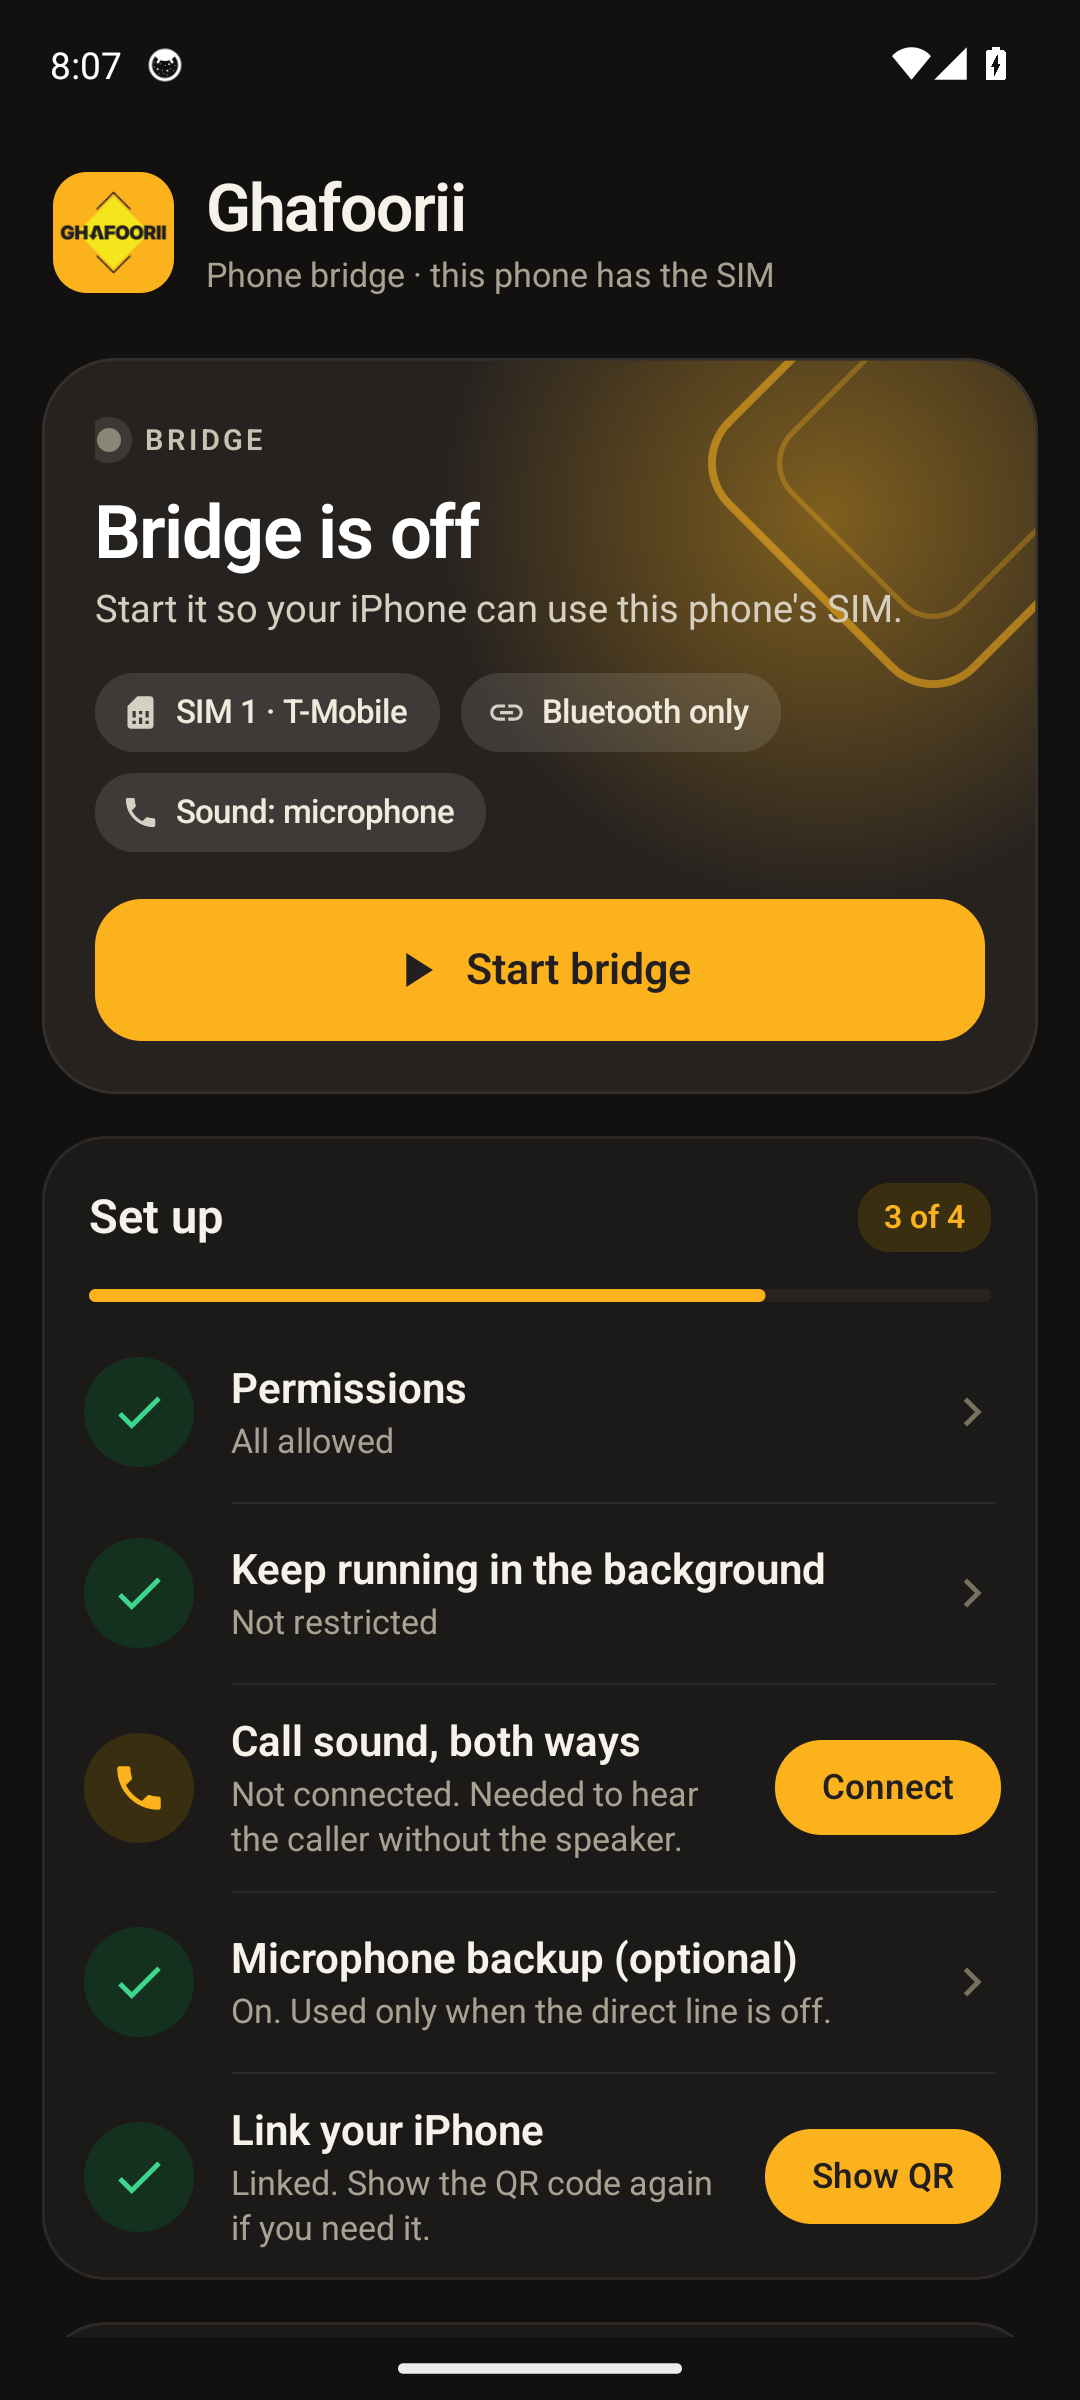 8:07
GHAFOORII
Ghafoorii
Phone bridge · this phone has the SIM
BRIDGE
Bridge is off
Start it so your iPhone can use this phone's SIM.
SIM 1 · T-Mobile
Bluetooth only
Sound: microphone
Start bridge
Set up
3 of 4
Permissions
All allowed
Keep running in the background
Not restricted
Call sound, both ways
Not connected. Needed to hear
the caller without the speaker.
Connect
Microphone backup (optional)
On. Used only when the direct line is off.
Link your iPhone
Linked. Show the QR code again
if you need it.
Show QR